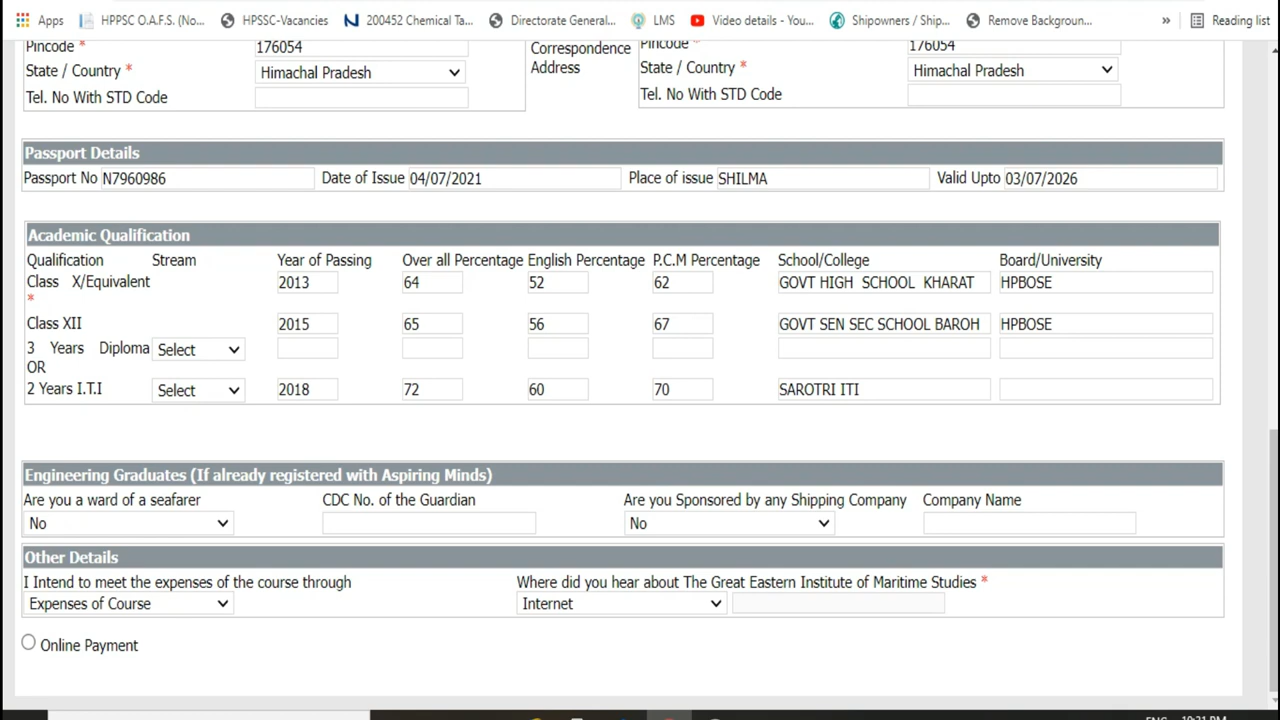 Apps HPPSC O.A.F.S. (No... HPSSC-Vacancies 200452 Chemical Ta... Directorate General... LMS Video details - You... Shipowners / Ship... Remove Backgroun... » Reading list
Pincode * 176054 Correspondence Address Pincode * 176054
State / Country * Himachal Pradesh State / Country * Himachal Pradesh
Tel. No With STD Code Tel. No With STD Code
Passport Details
Passport No N7960986 Date of Issue 04/07/2021 Place of issue SHILMA Valid Upto 03/07/2026
Academic Qualification
Qualification Stream Year of Passing Over all Percentage English Percentage P.C.M Percentage School/College Board/University
Class X/Equivalent * 2013 64 52 62 GOVT HIGH SCHOOL KHARAT HPBOSE
Class XII 2015 65 56 67 GOVT SEN SEC SCHOOL BAROH HPBOSE
3 Years Diploma Select
OR
2 Years I.T.I Select 2018 72 60 70 SAROTRI ITI
Engineering Graduates (If already registered with Aspiring Minds)
Are you a ward of a seafarer CDC No. of the Guardian Are you Sponsored by any Shipping Company Company Name
No No
Other Details
I Intend to meet the expenses of the course through Where did you hear about The Great Eastern Institute of Maritime Studies *
Expenses of Course Internet
Online Payment